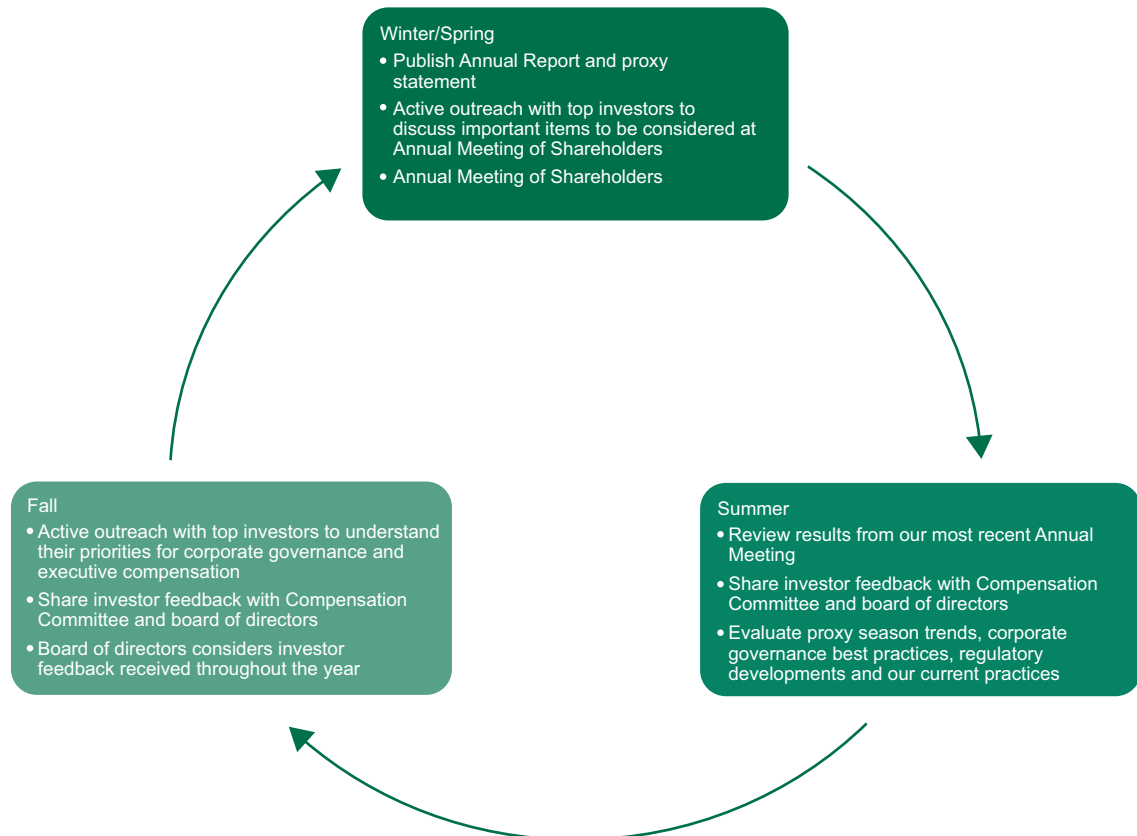 Winter/Spring
• Publish Annual Report and proxy
statement
• Active outreach with top investors to
discuss important items to be considered at
Annual Meeting of Shareholders
• Annual Meeting of Shareholders
Summer
• Review results from our most recent Annual
Meeting
• Share investor feedback with Compensation
Committee and board of directors
• Evaluate proxy season trends, corporate
governance best practices, regulatory
developments and our current practices
Fall
• Active outreach with top investors to understand
their priorities for corporate governance and
executive compensation
• Share investor feedback with Compensation
Committee and board of directors
• Board of directors considers investor
feedback received throughout the year